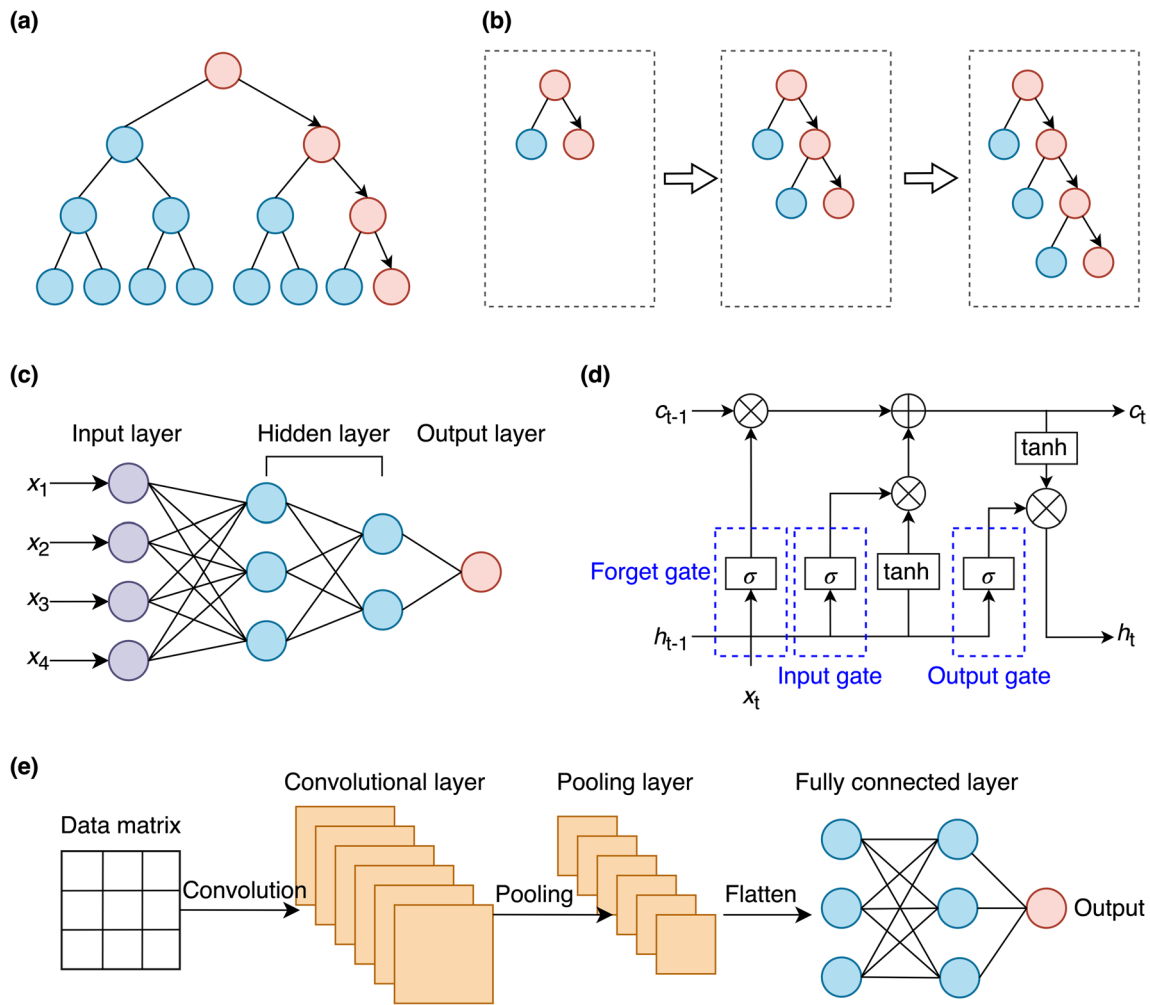 (a)
(b)
(c)
Input layer
Hidden layer
Output layer
x1
x2
x3
x4
(d)
ct-1
ct
tanh
Forget gate
σ
σ
tanh
σ
ht-1
ht
Input gate
Output gate
xt
(e)
Data matrix
Convolutional layer
Pooling layer
Fully connected layer
Convolution
Pooling
Flatten
Output